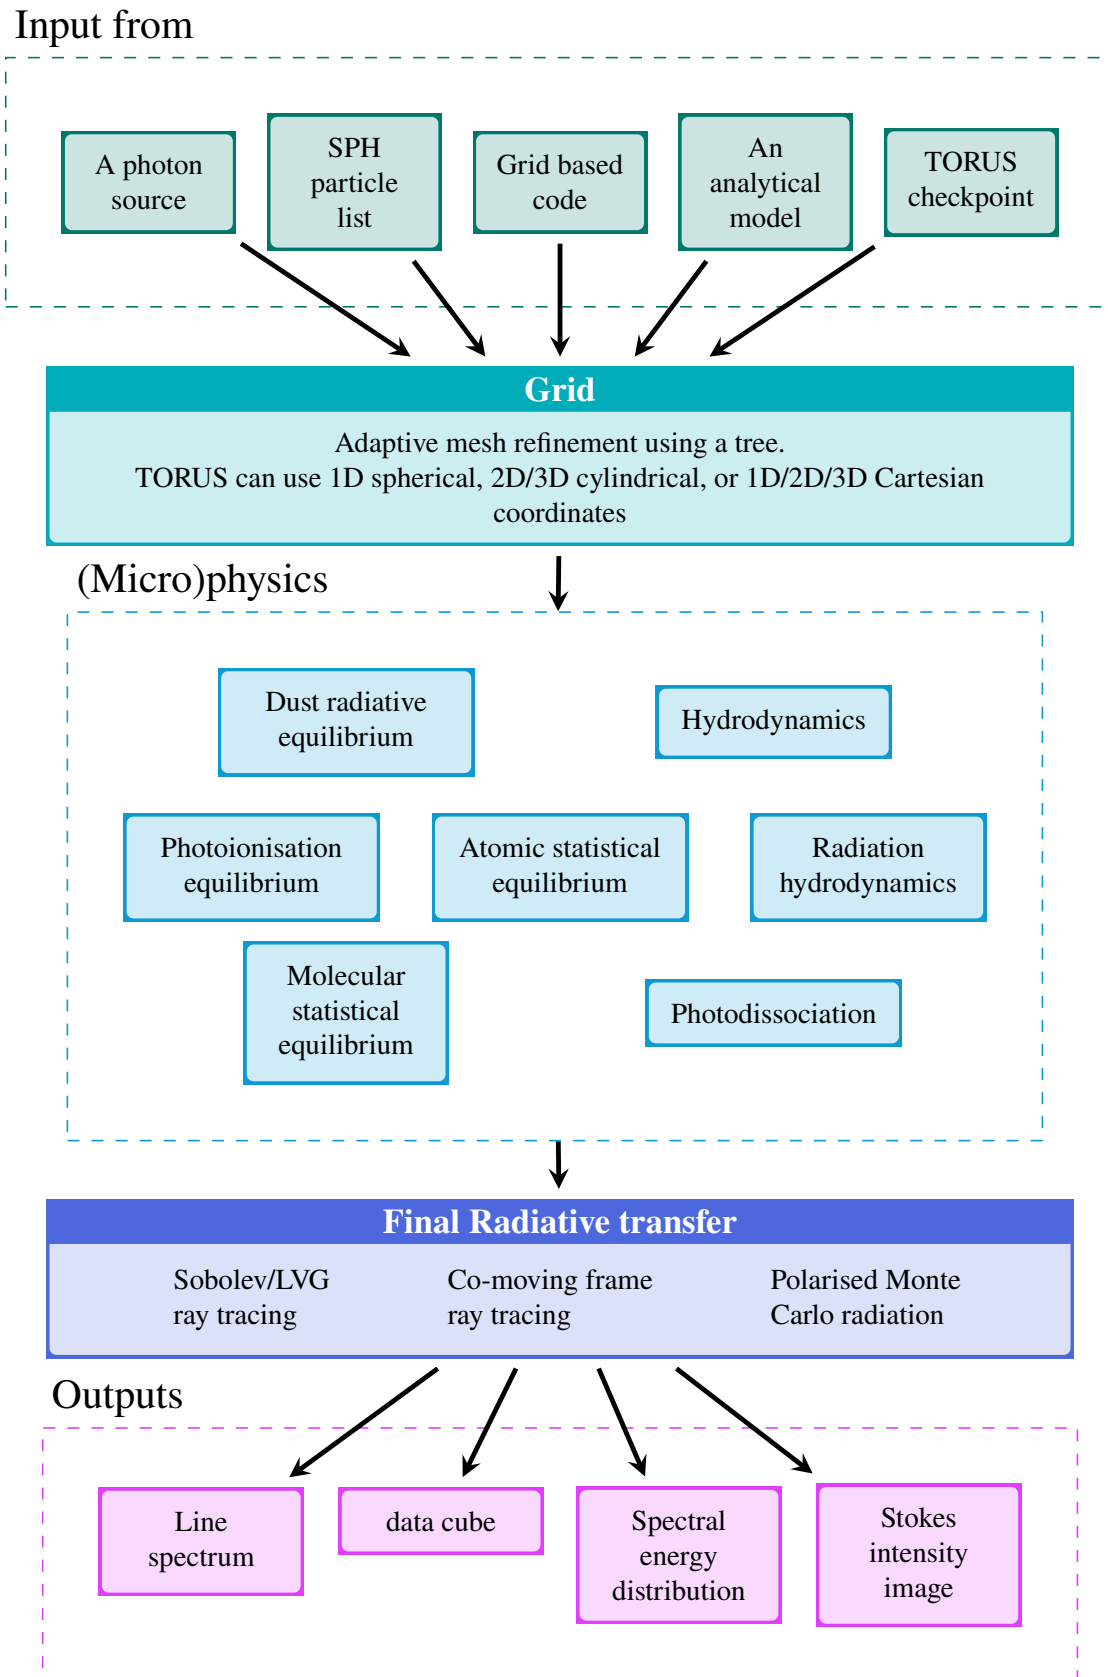 Input from
A photon
source
SPH
particle
list
Grid based
code
An
analytical
model
TORUS
checkpoint
Grid
Adaptive mesh refinement using a tree.
TORUS can use 1D spherical, 2D/3D cylindrical, or 1D/2D/3D Cartesian
coordinates
(Micro)physics
Dust radiative
equilibrium
Hydrodynamics
Photoionisation
equilibrium
Atomic statistical
equilibrium
Radiation
hydrodynamics
Molecular
statistical
equilibrium
Photodissociation
Final Radiative transfer
Sobolev/LVG
ray tracing
Co-moving frame
ray tracing
Polarised Monte
Carlo radiation
Outputs
Line
spectrum
data cube
Spectral
energy
distribution
Stokes
intensity
image